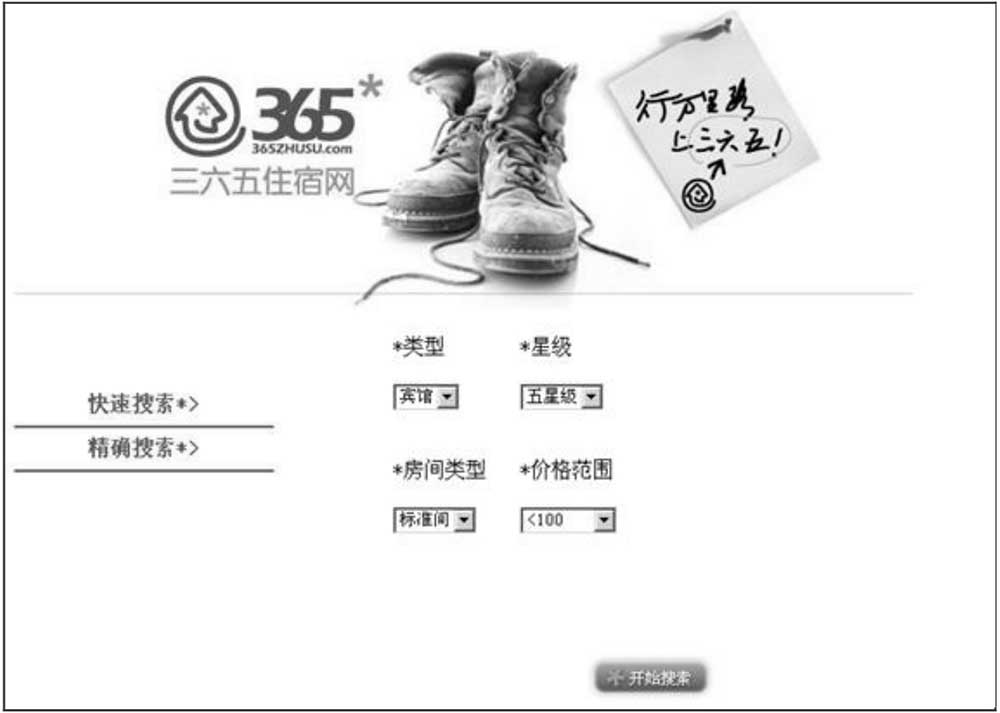 365*
365ZHUSU.com
三六五住宿网
行万里路
上三六五!
*类型 *星级
宾馆 五星级
快速搜索*>
精确搜索*>
*房间类型 *价格范围
标准间 <100
* 开始搜索